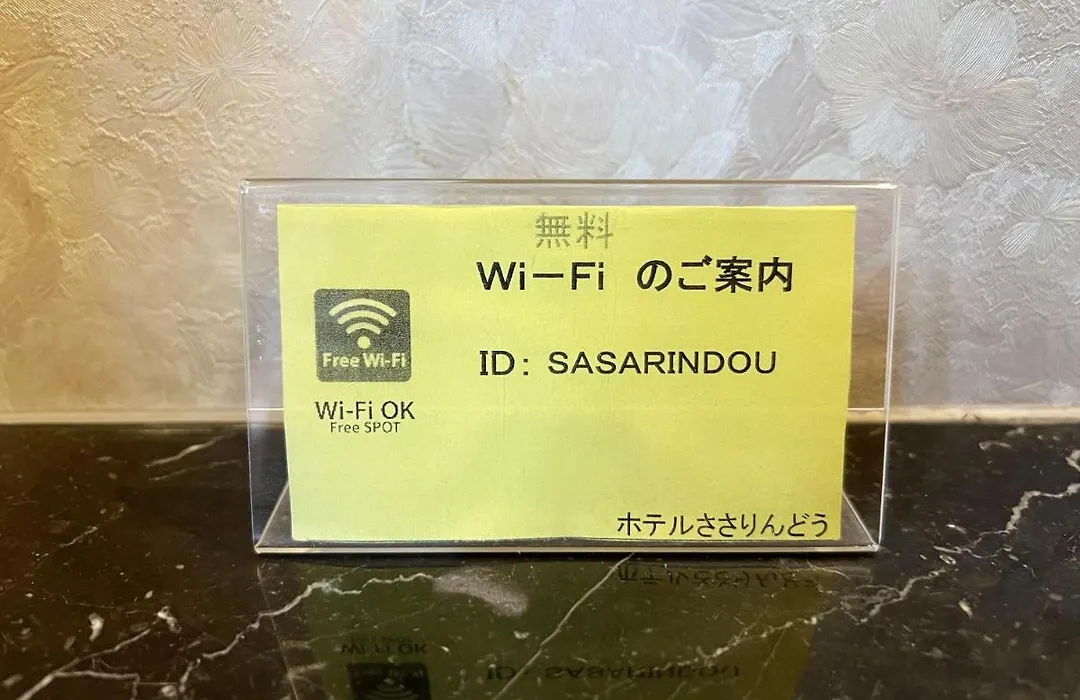 無料
Wi－Fi　のご案内
Free Wi-Fi
ID： SASARINDOU
Wi-Fi OK
Free SPOT
ホテルささりんどう